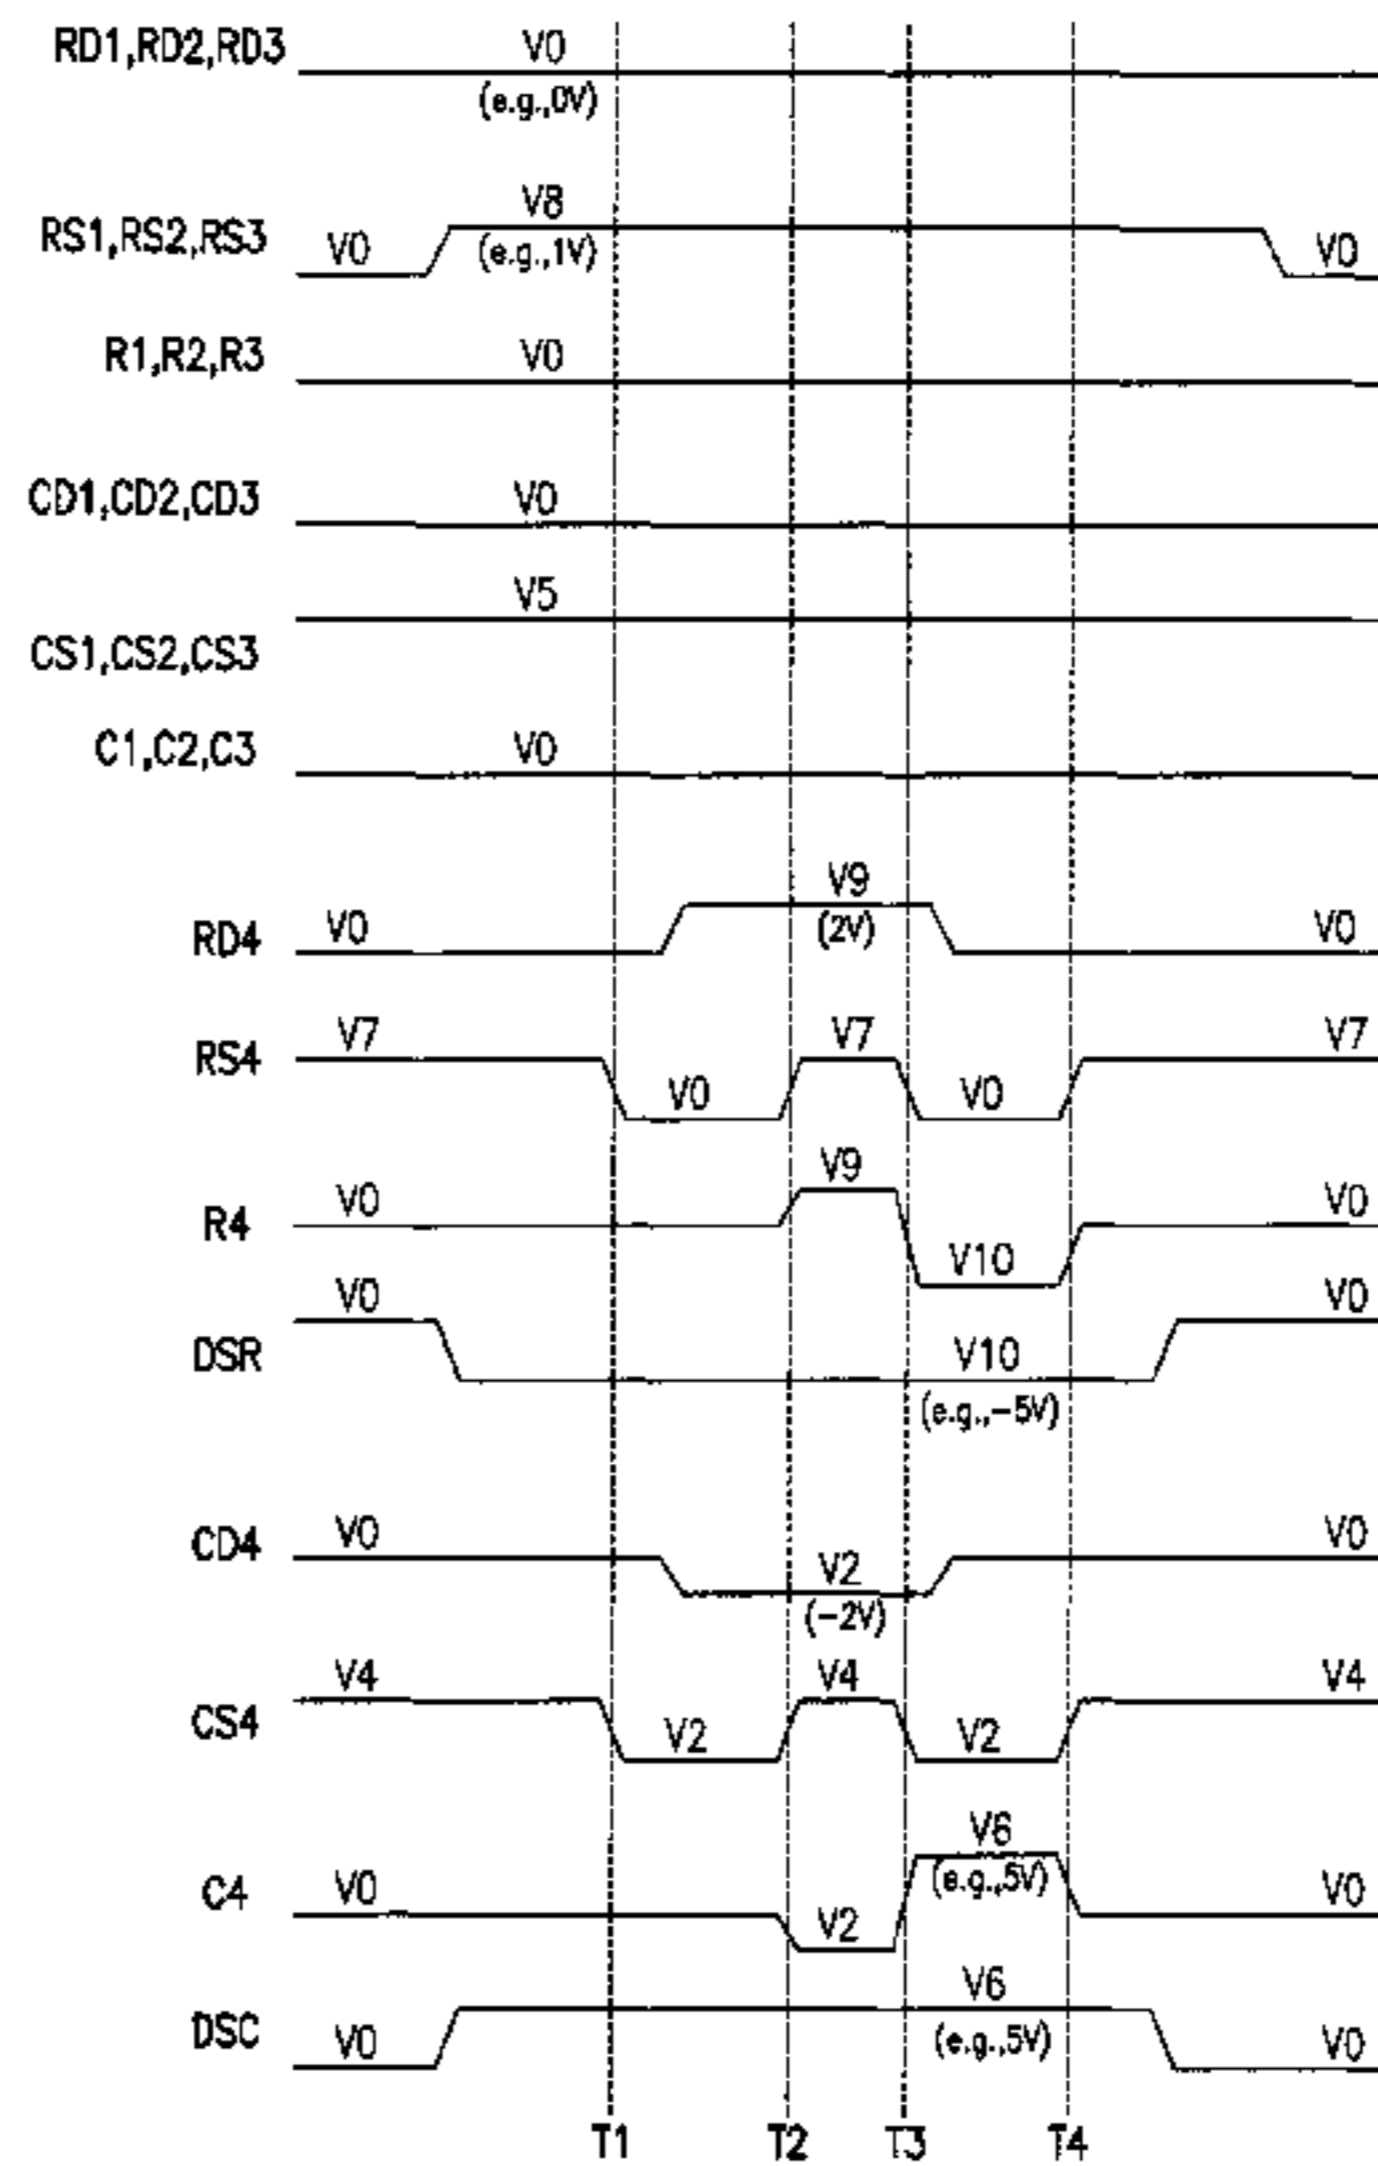 RD1,RD2,RD3 V0
(e.g.,0V)
V8
RS1,RS2,RS3 V0 (e.g.,1V) V0
R1,R2,R3 V0
CD1,CD2,CD3 V0
V5
CS1,CS2,CS3
C1,C2,C3 V0
V9
RD4 V0 (2V) V0
V7 V7 V7
RS4 V0 V0
V9
V0 V0
R4
V10
V0 V0
DSR V10
(e.g.,-5V)
V0 V0
CD4 V2
(-2V)
V4 V4 V4
CS4 V2 V2
V6
C4 V0 (e.g.,5V) V0
V2
V6
DSC V0 (e.g.,5V) V0
T1 T2 T3 T4